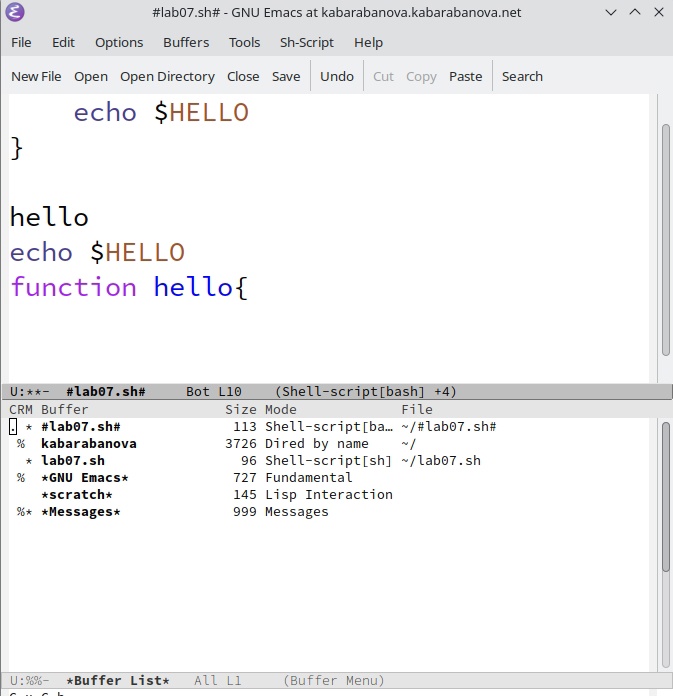 #lab07.sh# - GNU Emacs at kabarabanova.kabarabanova.net
File Edit Options Buffers Tools Sh-Script Help
New File Open Open Directory Close Save Undo Cut Copy Paste Search
echo $HELLO
}
hello
echo $HELLO
function hello{
U:**- #lab07.sh# Bot L10 (Shell-script[bash] +4)
CRM Buffer Size Mode File
. * #lab07.sh# 113 Shell-script[ba… ~/#lab07.sh#
% kabarabanova 3726 Dired by name ~/
* lab07.sh 96 Shell-script[sh] ~/lab07.sh
% *GNU Emacs* 727 Fundamental
*scratch* 145 Lisp Interaction
%* *Messages* 999 Messages
U:%%- *Buffer List* All L1 (Buffer Menu)